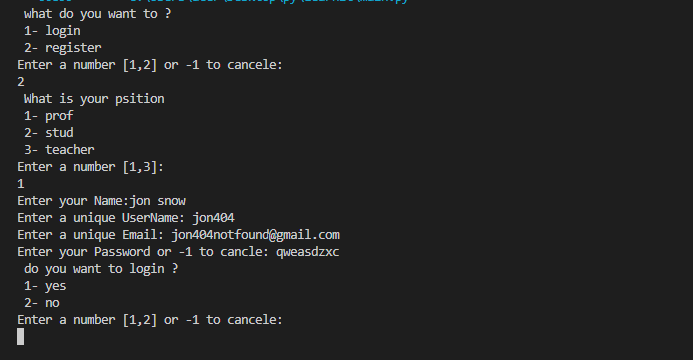 what do you want to ?
1- login
2- register
Enter a number [1,2] or -1 to cancele:
2
What is your psition
1- prof
2- stud
3- teacher
Enter a number [1,3]:
1
Enter your Name:jon snow
Enter a unique UserName: jon404
Enter a unique Email: jon404notfound@gmail.com
Enter your Password or -1 to cancle: qweasdzxc
do you want to login ?
1- yes
2- no
Enter a number [1,2] or -1 to cancele: